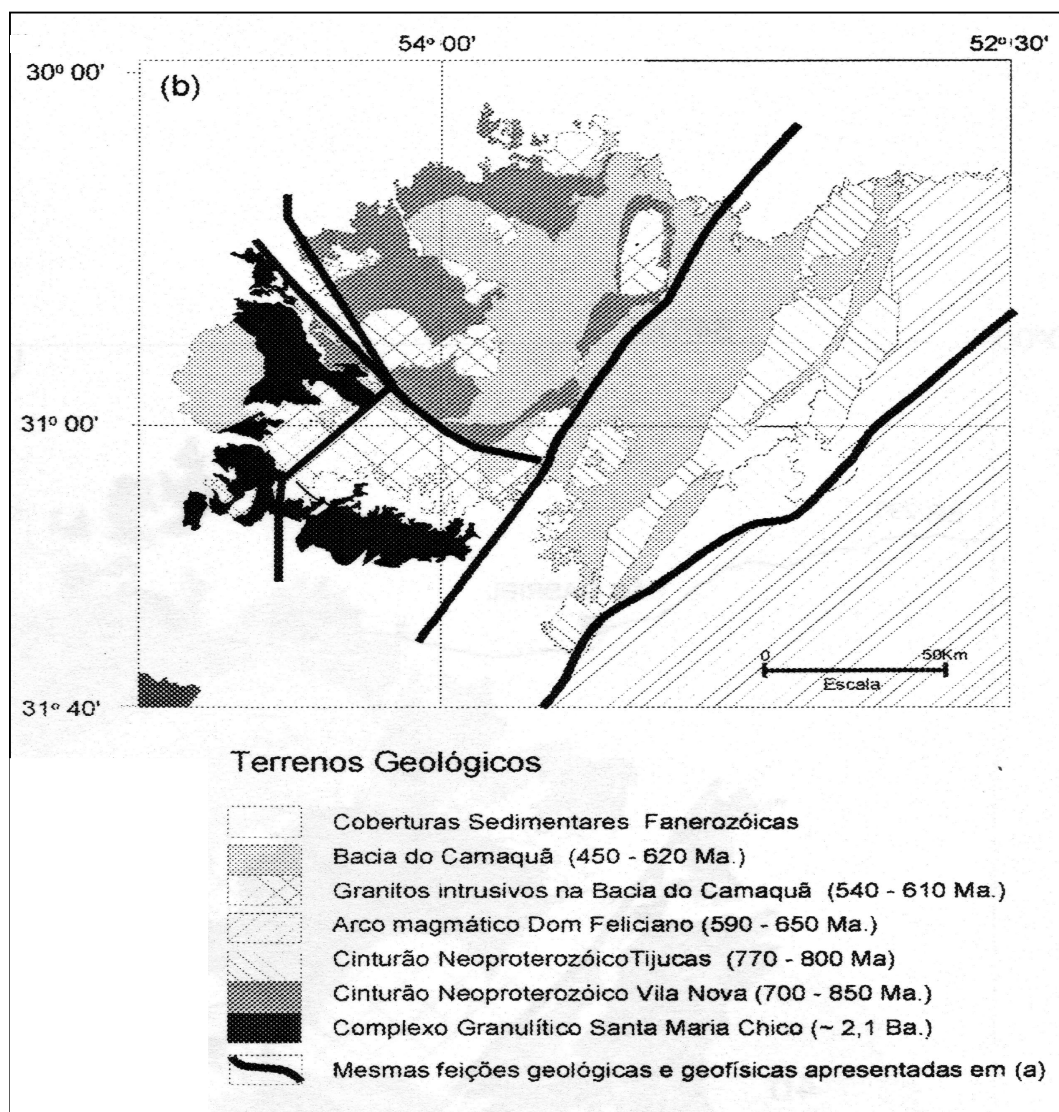 54º 00'
52º 30'
30º 00'
(b)
31º 00'
31º 40'
0
50Km
Escala
Terrenos Geológicos
Coberturas Sedimentares Fanerozóicas
Bacia do Camaquã (450 - 620 Ma.)
Granitos intrusivos na Bacia do Camaquã (540 - 610 Ma.)
Arco magmático Dom Feliciano (590 - 650 Ma.)
Cinturão NeoproterozóicoTijucas (770 - 800 Ma)
Cinturão Neoproterozóico Vila Nova (700 - 850 Ma.)
Complexo Granulítico Santa Maria Chico (~ 2,1 Ba.)
Mesmas feições geológicas e geofísicas apresentadas em (a)